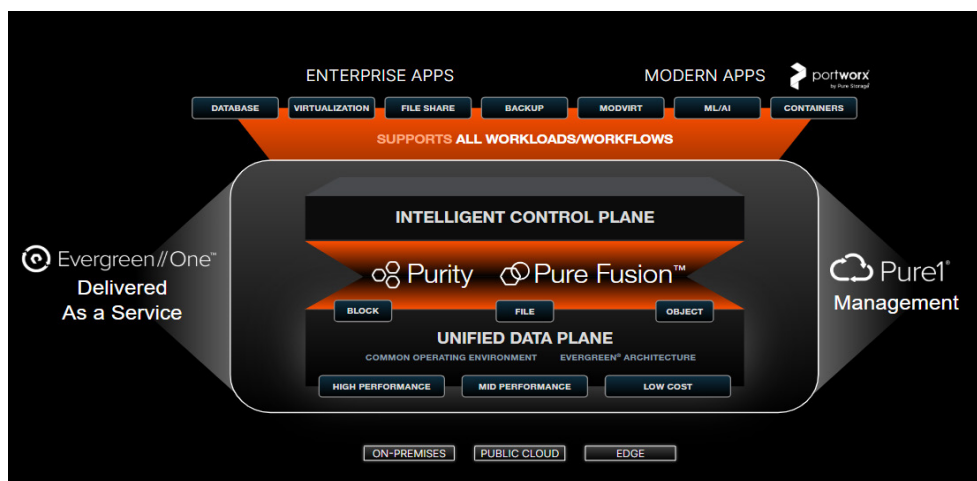 ENTERPRISE APPS
MODERN APPS
portworx®
by Pure Storage®
DATABASE
VIRTUALIZATION
FILE SHARE
BACKUP
MODVIRT
ML/AI
CONTAINERS
SUPPORTS ALL WORKLOADS/WORKFLOWS
INTELLIGENT CONTROL PLANE
Evergreen//One™
Delivered
As a Service
Purity
Pure Fusion™
Pure1®
Management
BLOCK
FILE
OBJECT
UNIFIED DATA PLANE
COMMON OPERATING ENVIRONMENT
EVERGREEN® ARCHITECTURE
HIGH PERFORMANCE
MID PERFORMANCE
LOW COST
ON-PREMISES
PUBLIC CLOUD
EDGE